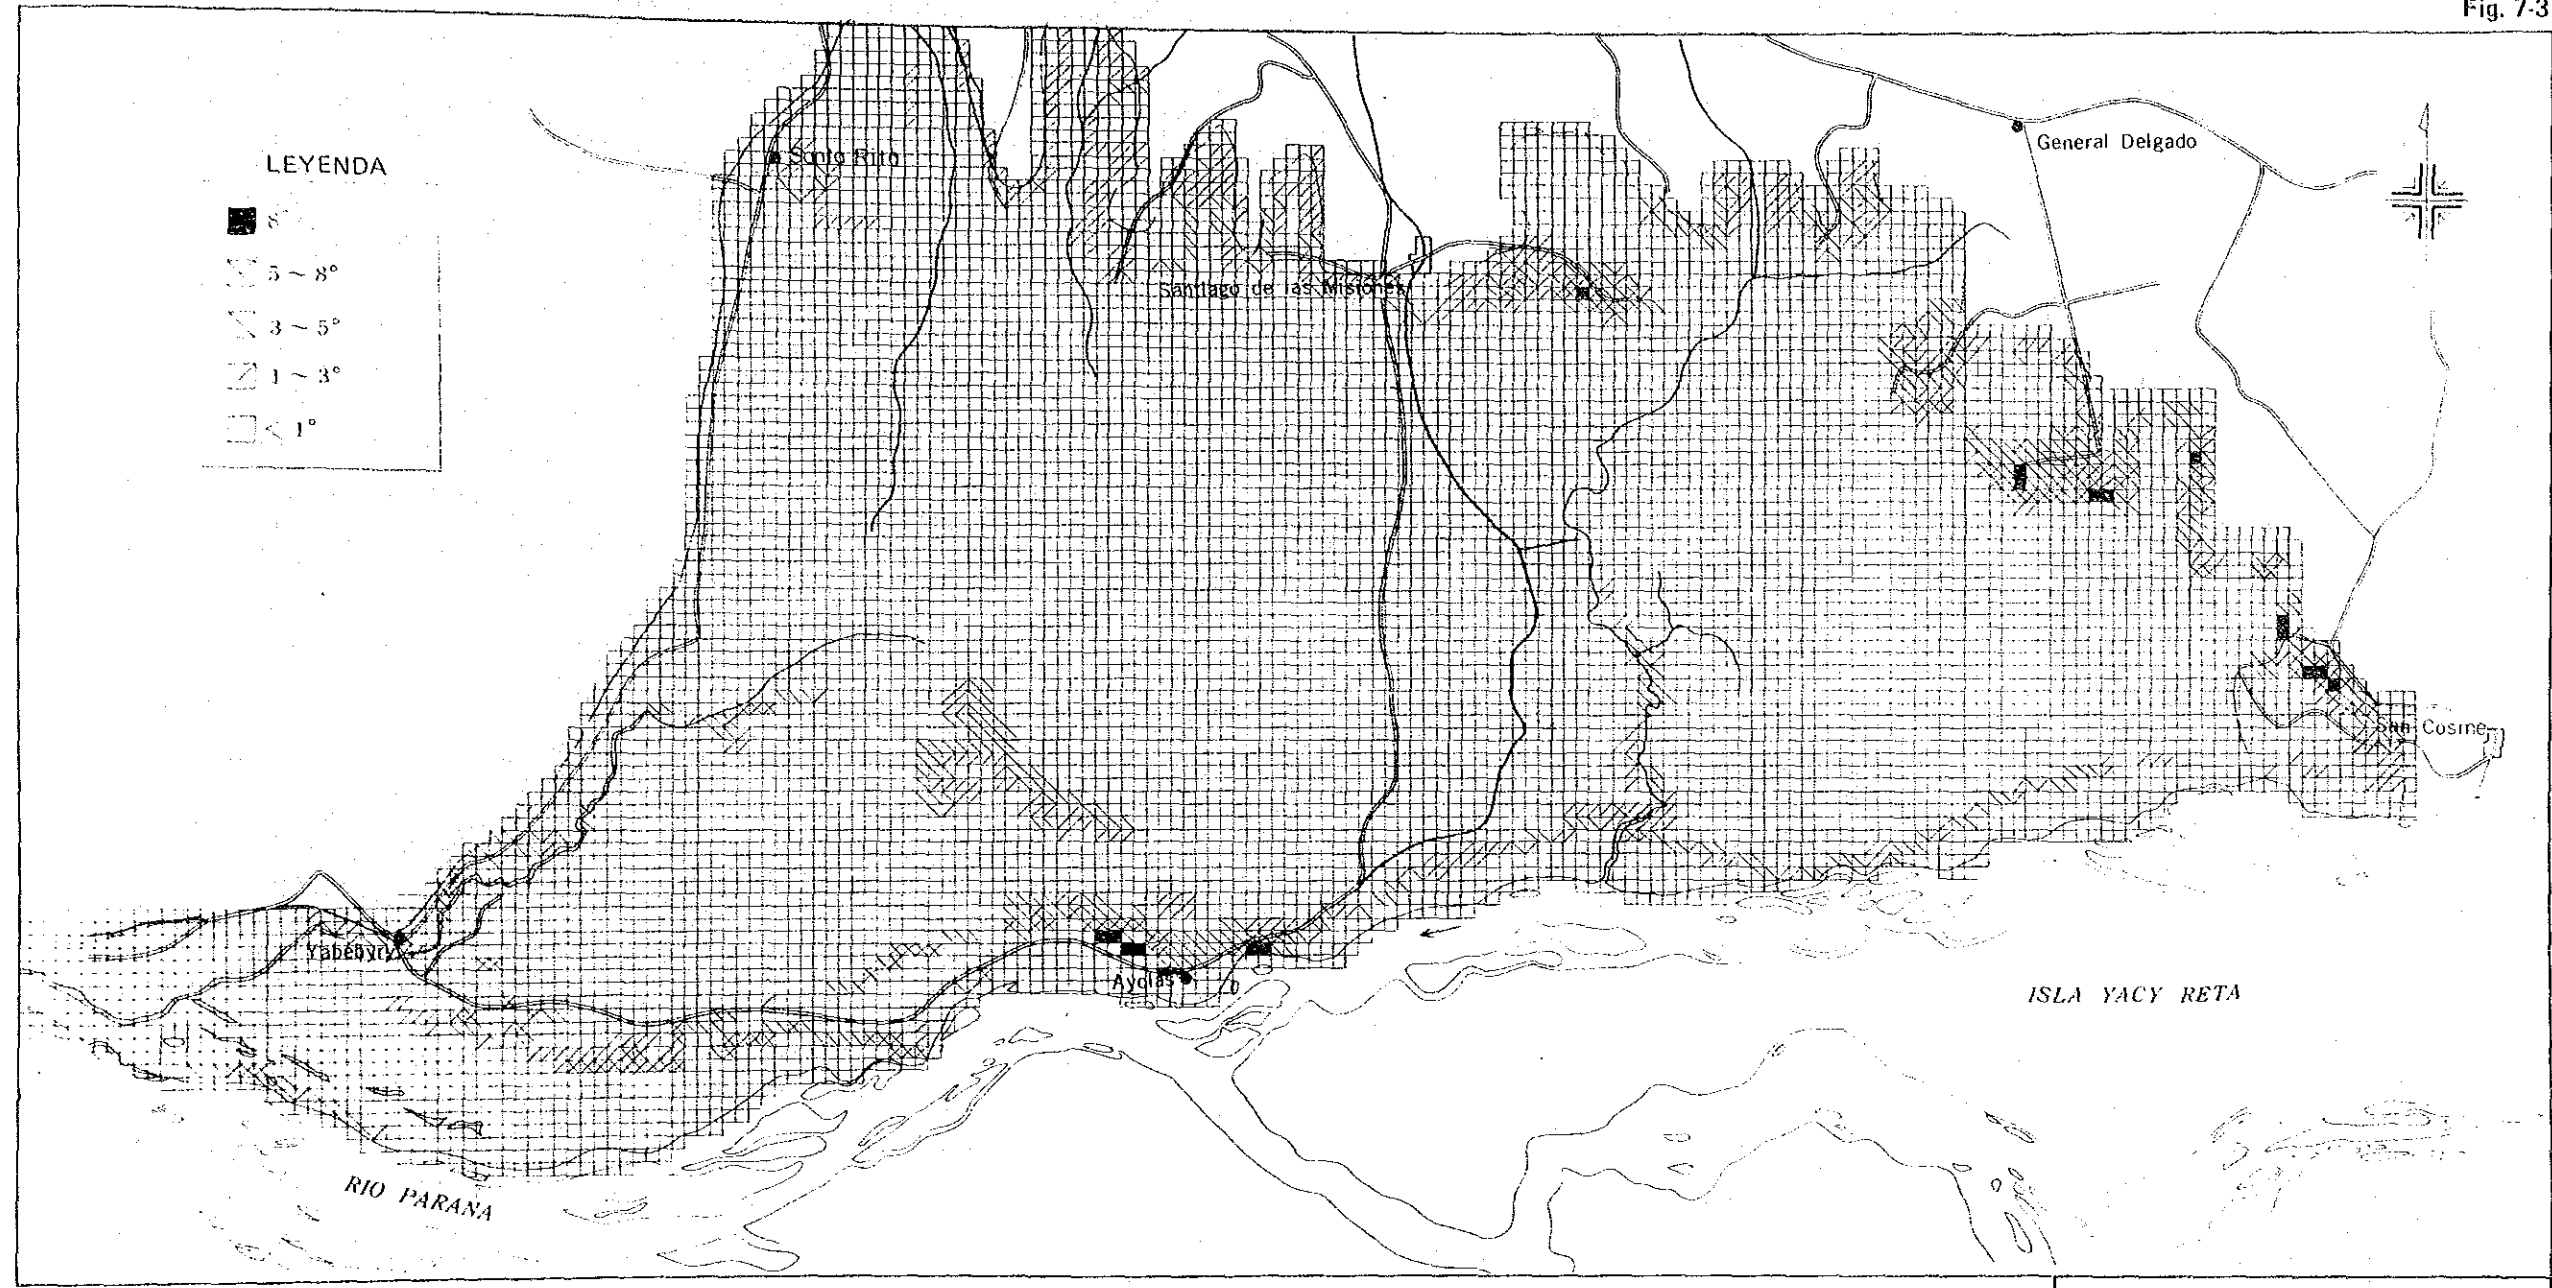 Fig. 7-3
LEYENDA
8°
5 ~ 8°
3 ~ 5°
1 ~ 3°
< 1°
Santo Rita
General Delgado
Santiago de las Misiones
San Cosme
Yabebyry
Ayolas
ISLA YACY RETA
RIO PARANA